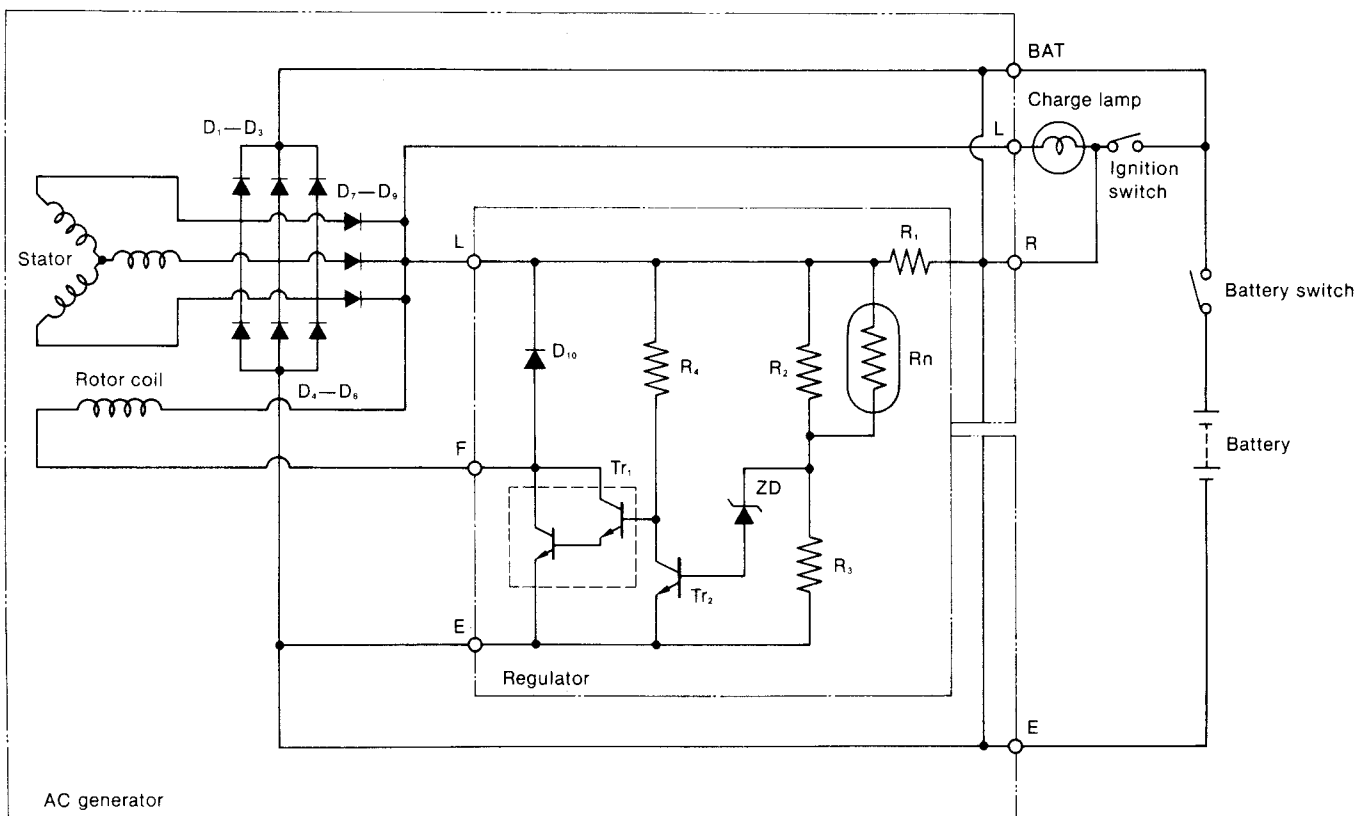 BAT
Charge lamp
D₁—D₃
L
Ignition
switch
D₇—D₉
Stator
L
R₁
R
Battery switch
D₁₀
R₄
R₂
Rn
Rotor coil
D₄—D₆
Battery
F
Tr₁
ZD
R₃
Tr₂
E
Regulator
E
AC generator